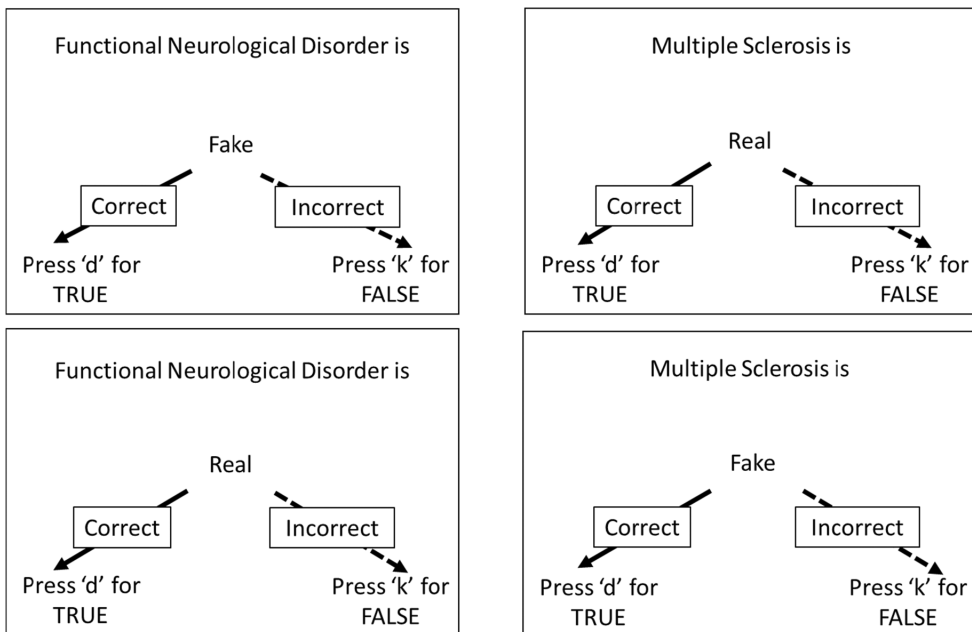 Functional Neurological Disorder is
Fake
Correct
Incorrect
Press ‘d’ for
TRUE
Press ‘k’ for
FALSE
Multiple Sclerosis is
Real
Correct
Incorrect
Press ‘d’ for
TRUE
Press ‘k’ for
FALSE
Functional Neurological Disorder is
Real
Correct
Incorrect
Press ‘d’ for
TRUE
Press ‘k’ for
FALSE
Multiple Sclerosis is
Fake
Correct
Incorrect
Press ‘d’ for
TRUE
Press ‘k’ for
FALSE